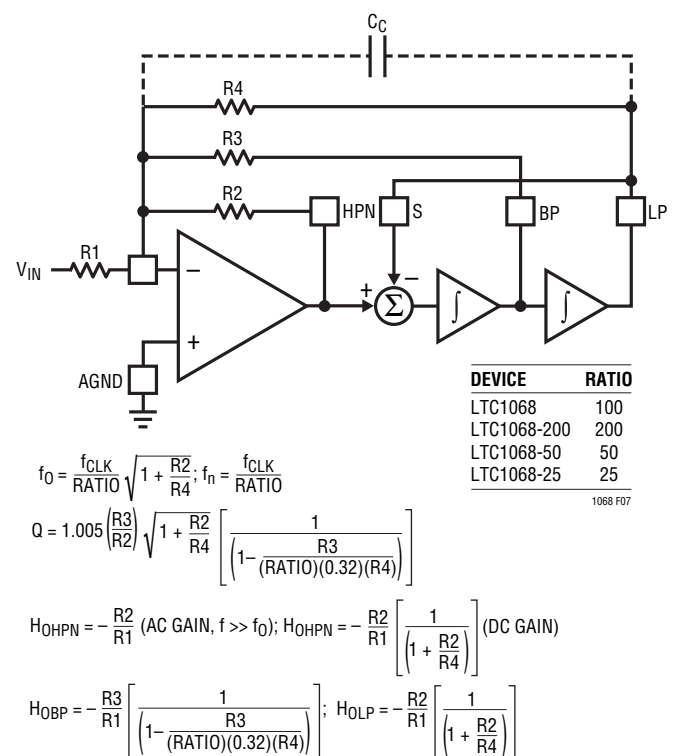 C_C
R4
R3
R2
HPN
S
BP
LP
R1
V_IN
−
+
+
−
Σ
∫
∫
AGND
DEVICE RATIO
LTC1068 100
LTC1068-200 200
LTC1068-50 50
LTC1068-25 25
1068 F07
f_O = f_CLK/RATIO √(1 + R2/R4); f_n = f_CLK/RATIO
Q = 1.005 (R3/R2) √(1 + R2/R4) [1/(1− R3/((RATIO)(0.32)(R4)))]
H_OHPN = − R2/R1 (AC GAIN, f >> f_O); H_OHPN = − R2/R1 [1/(1 + R2/R4)] (DC GAIN)
H_OBP = − R3/R1 [1/(1− R3/((RATIO)(0.32)(R4)))]; H_OLP = − R2/R1 [1/(1 + R2/R4)]